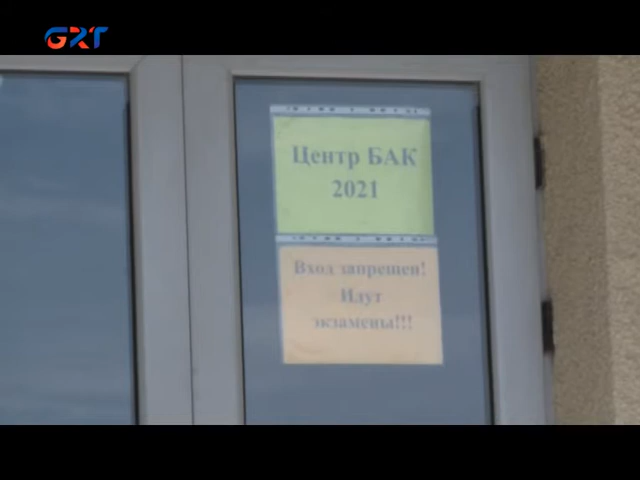 GRT
Центр БАК
2021
Вход запрещен!
Идут
экзамены!!!